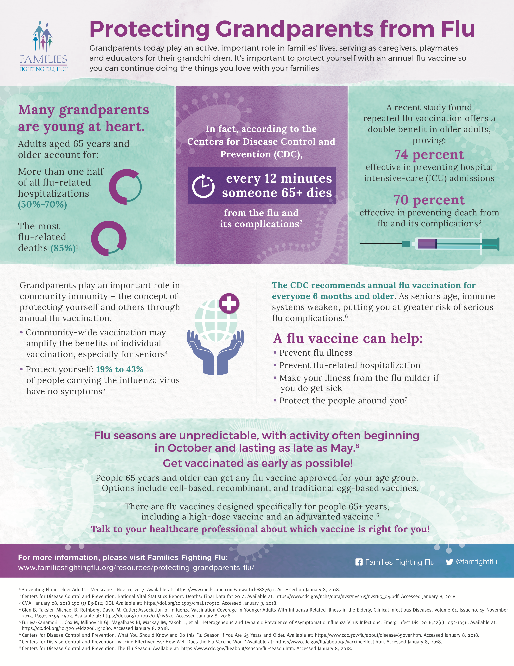 Protecting Grandparents from Flu
FAMILIES
FIGHTING FLU
Grandparents today play an active, important role in families' lives, serving as caregivers, playmates
and educators for their grandchildren. It's important to protect yourself with an annual flu vaccine so
you can continue doing the things you love with your families
Many grandparents
are young at heart.
Adults aged 65 years and
older account for:
More than one half
of all flu-related
hospitalizations
(50%-70%)
The most
flu-related
deaths (85%)
In fact, according to the
Centers for Disease Control and
Prevention (CDC),
every 12 minutes
someone 65+ dies
from the flu and
its complications²
A recent study found
repeated flu vaccination offers a
double benefit in older adults,
proving:
74 percent
effective in preventing hospital
intensive-care (ICU) admissions
70 percent
effective in preventing death from
flu and its complications³
Grandparents play an important role in
community immunity – the concept of
protecting yourself and others through
annual flu vaccination.
• Community-wide vaccination may
amplify the benefits of individual
vaccination, especially for seniors⁴
• Protect yourself: 19% to 43%
of people carrying the influenza virus
have no symptoms⁵
The CDC recommends annual flu vaccination for
everyone 6 months and older. As seniors age, immune
systems weaken, putting you at greater risk of serious
flu complications.⁶
A flu vaccine can help:
• Prevent flu illness
• Prevent flu-related hospitalization
• Make your illness from the flu milder if
you do get sick
• Protect the people around you⁷
Flu seasons are unpredictable, with activity often beginning
in October and lasting as late as May.⁸
Get vaccinated as early as possible!
People 65 years and older can get any flu vaccine approved for your age group.
Options include cell-based, recombinant, and traditional egg-based vaccines.
There are flu vaccines designed specifically for people 65+ years,
including a high-dose vaccine and an adjuvanted vaccine.
Talk to your healthcare professional about which vaccine is right for you!
For more information, please visit Families Fighting Flu:
www.familiesfightingflu.org/resources/protecting-grandparents-flu/
Families Fighting Flu
@famfightflu